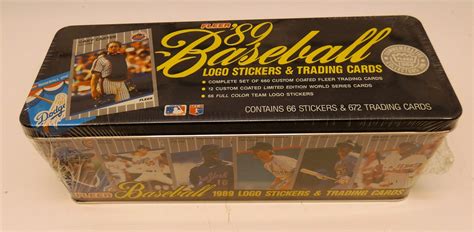 FLEER '89
Baseball
LOGO STICKERS & TRADING CARDS
• COMPLETE SET OF 660 CUSTOM COATED FLEER TRADING CARDS
• 12 CUSTOM COATED LIMITED EDITION WORLD SERIES CARDS
• 66 FULL COLOR TEAM LOGO STICKERS
CONTAINS 66 STICKERS & 672 TRADING CARDS
FLEER
Dodgers
FLEER Baseball 1989 LOGO STICKERS & TRADING CARDS